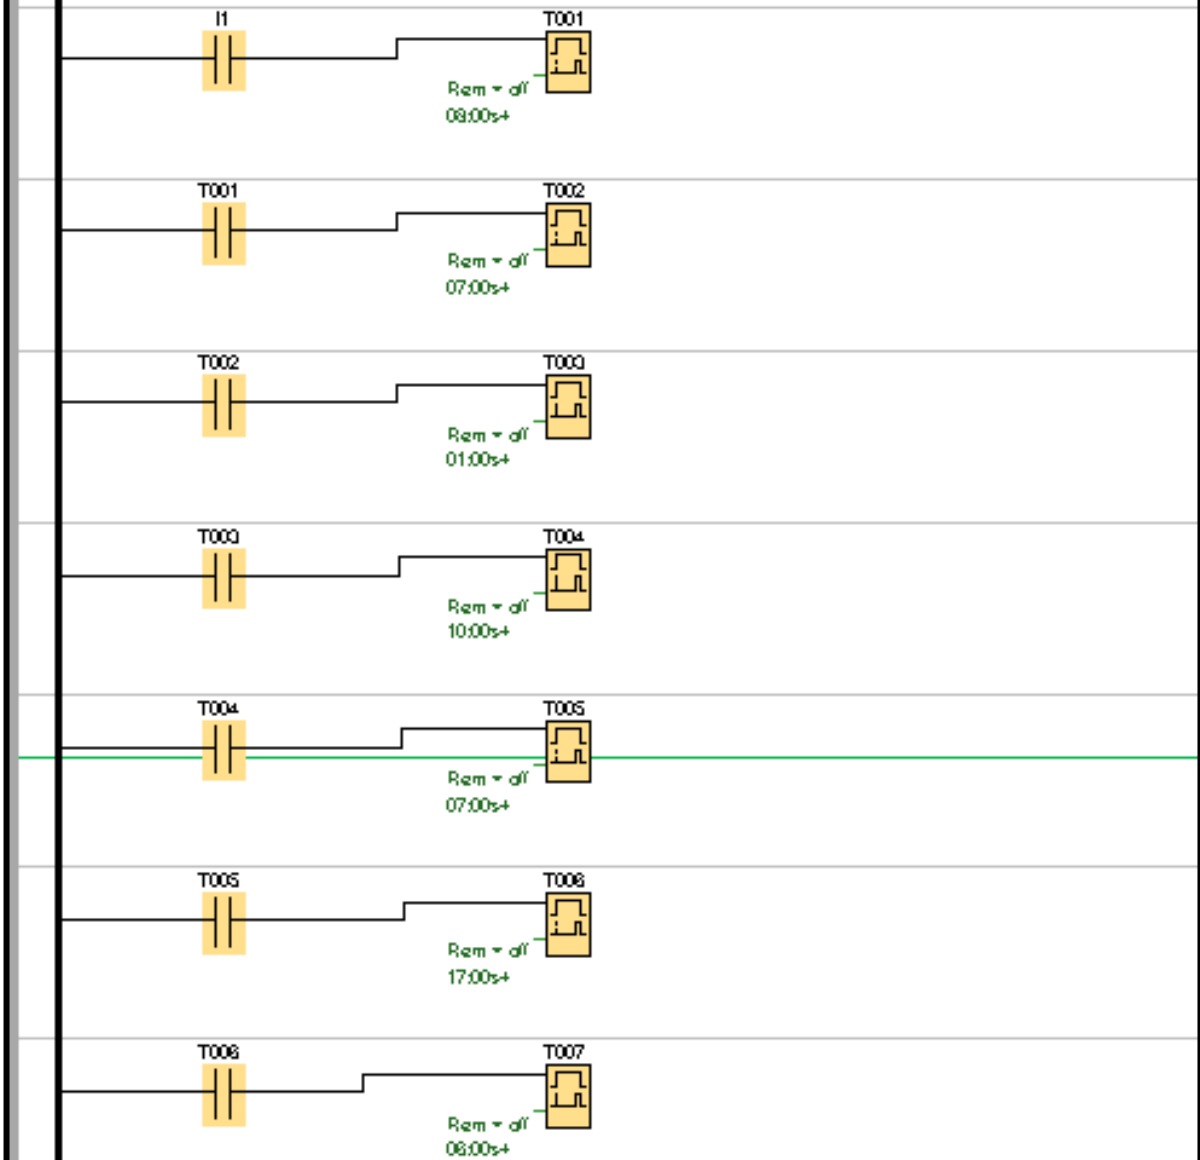 I1 T001
Rem = off
08:00s+
T001 T002
Rem = off
07:00s+
T002 T003
Rem = off
01:00s+
T003 T004
Rem = off
10:00s+
T004 T005
Rem = off
07:00s+
T005 T006
Rem = off
17:00s+
T006 T007
Rem = off